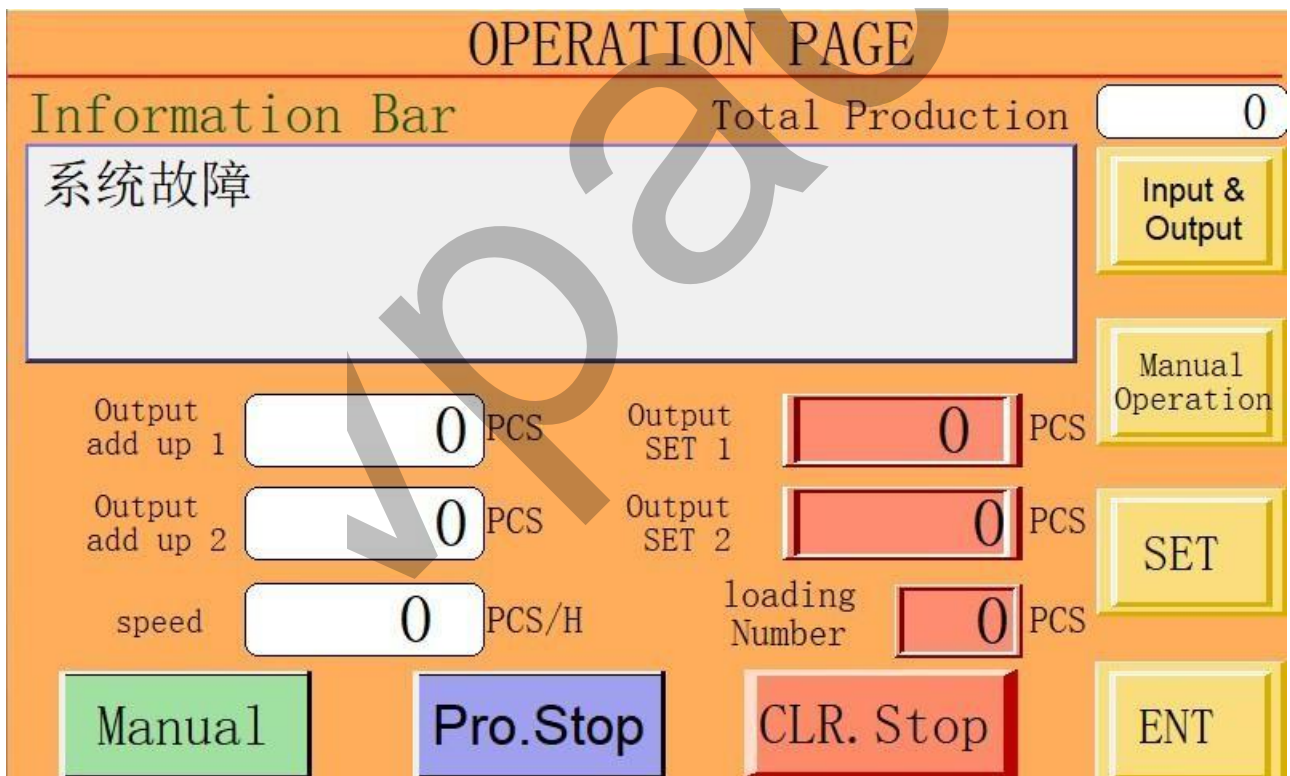 OPERATION PAGE
Information Bar
Total Production 0
系统故障
Input &
Output
Manual
Operation
Output
add up 1
0 PCS
Output
SET 1
0 PCS
Output
add up 2
0 PCS
Output
SET 2
0 PCS
SET
speed 0 PCS/H
loading
Number
0 PCS
Manual
Pro.Stop
CLR.Stop
ENT